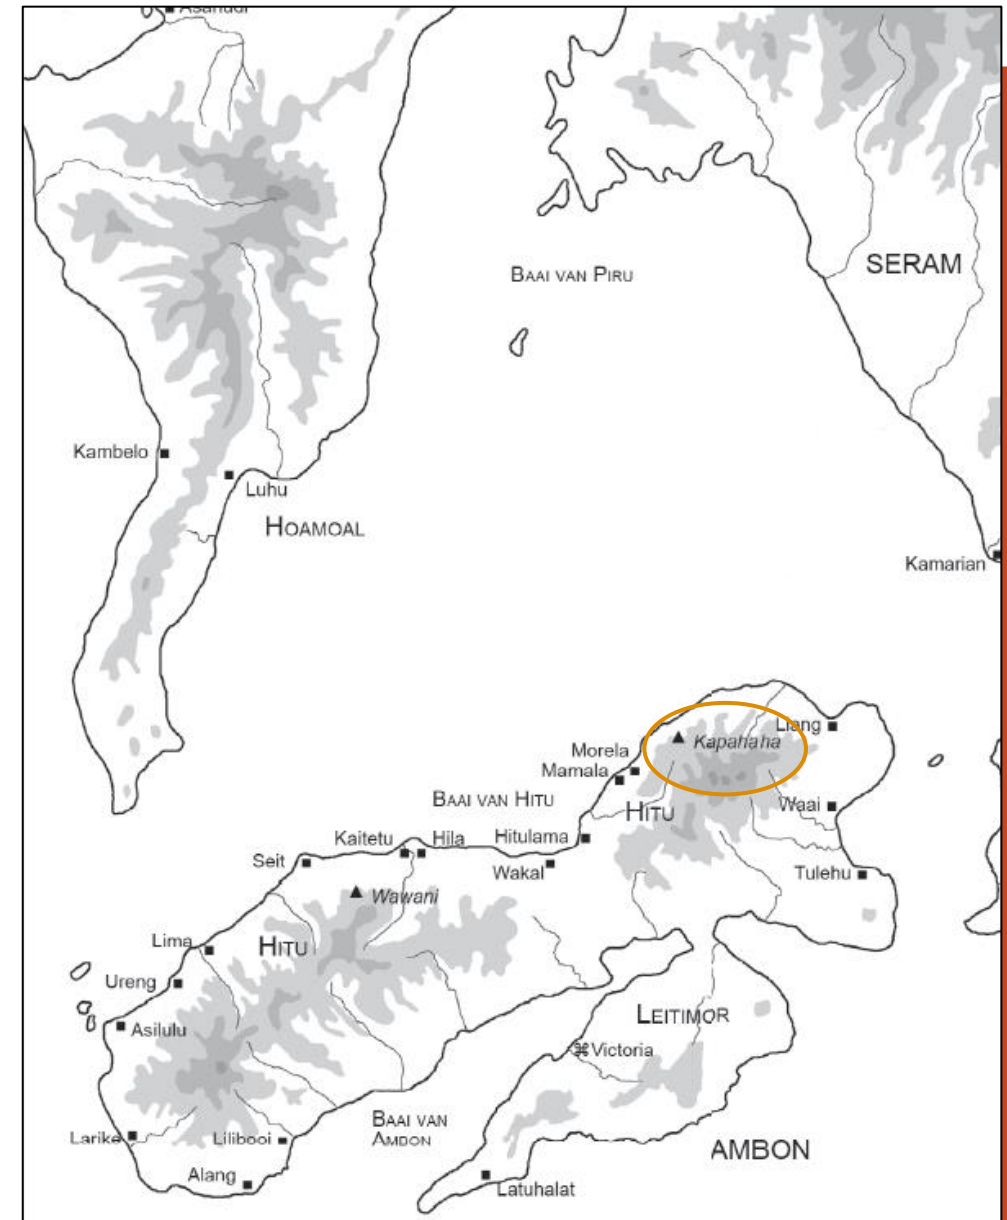 Asahudi
BAAI VAN PIRU
SERAM
Kambelo
Luhu
HOAMOAL
Kamarian
Liang
Kapahaha
Morela
Mamala
BAAI VAN HITU
HITU
Waai
Kaitetu
Hila
Hitulama
Seit
Wakal
Tulehu
Wawani
Lima
HITU
Ureng
LEITIMOR
Asilulu
Victoria
BAAI VAN
AMBON
Larike
Lilibooi
AMBON
Alang
Latuhalat